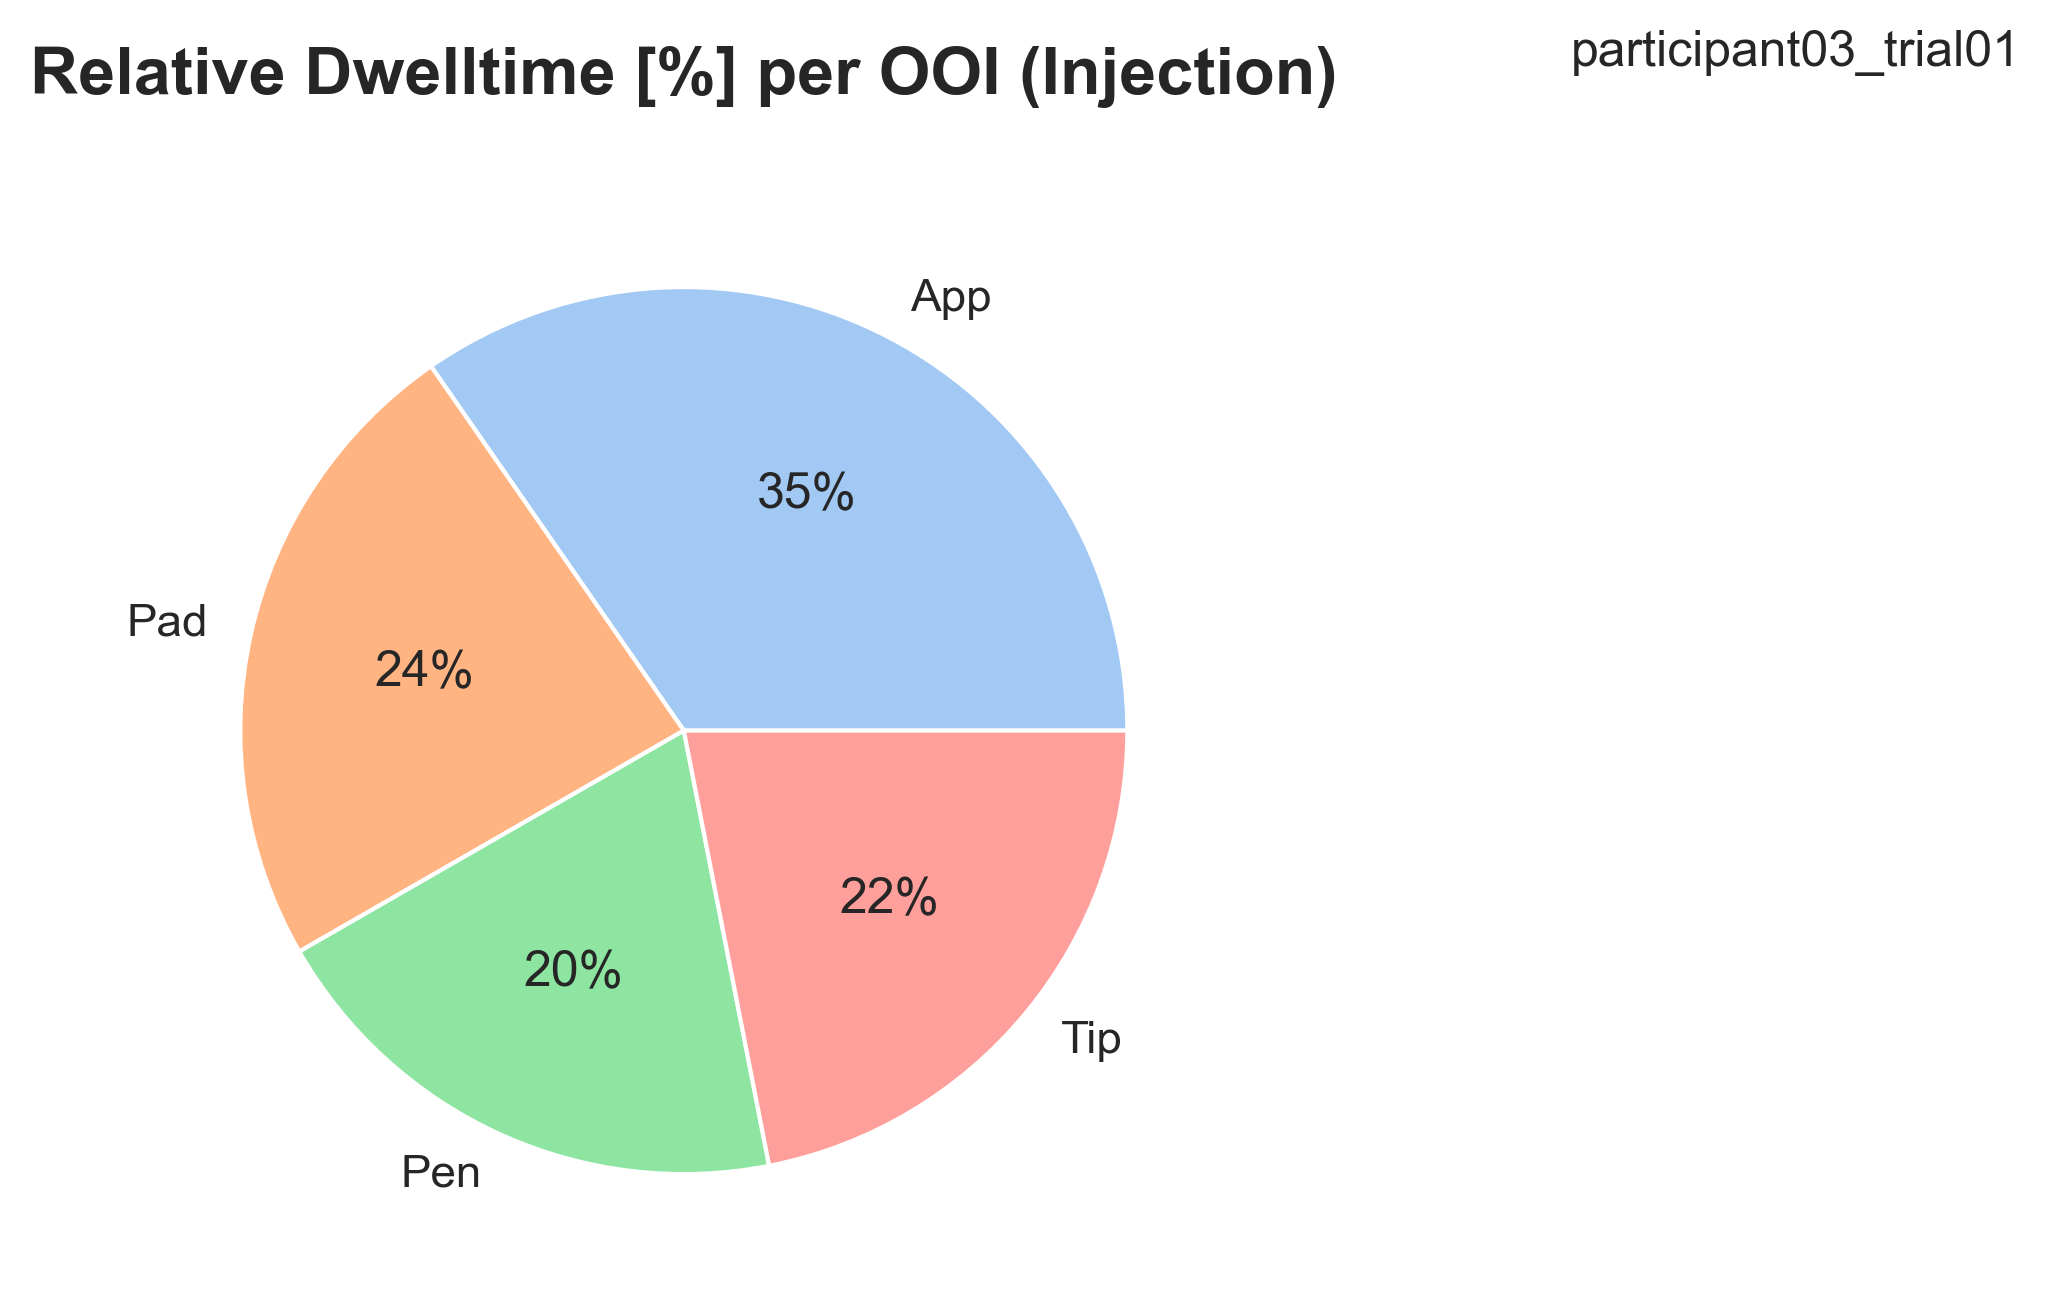 Relative Dwelltime [%] per OOI (Injection)
participant03_trial01
App
35%
Pad
24%
22%
20%
Tip
Pen